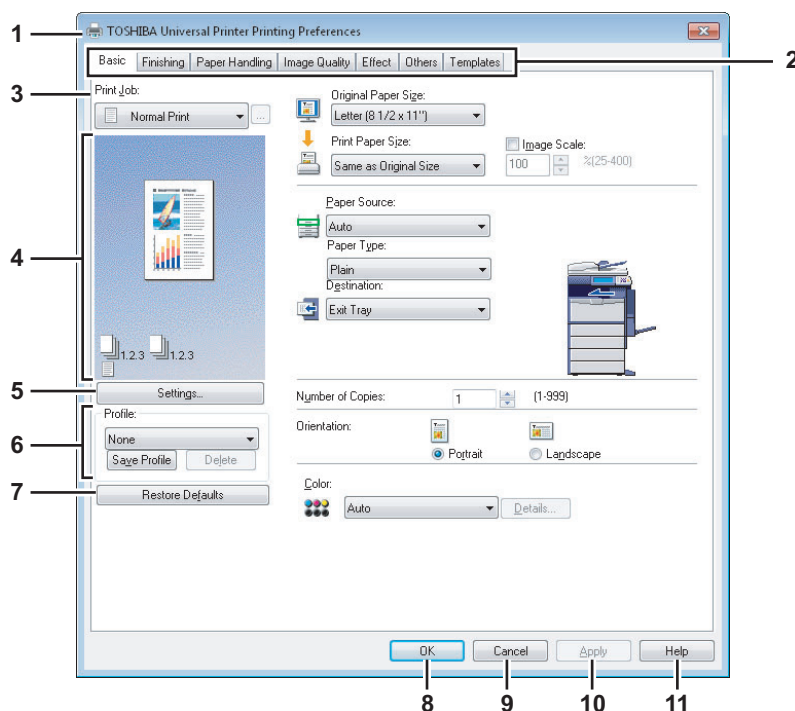 1 TOSHIBA Universal Printer Printing Preferences
Basic Finishing Paper Handling Image Quality Effect Others Templates 2
3 Print Job:
Normal Print ...
4
1.2.3 1.2.3
5 Settings...
6 Profile:
None
Save Profile Delete
7 Restore Defaults
Original Paper Size:
Letter (8 1/2 x 11")
Print Paper Size:
Same as Original Size
Image Scale:
100 %(25-400)
Paper Source:
Auto
Paper Type:
Plain
Destination:
Exit Tray
Number of Copies: 1 (1-999)
Orientation:
Portrait Landscape
Color:
Auto Details...
OK Cancel Apply Help
8 9 10 11